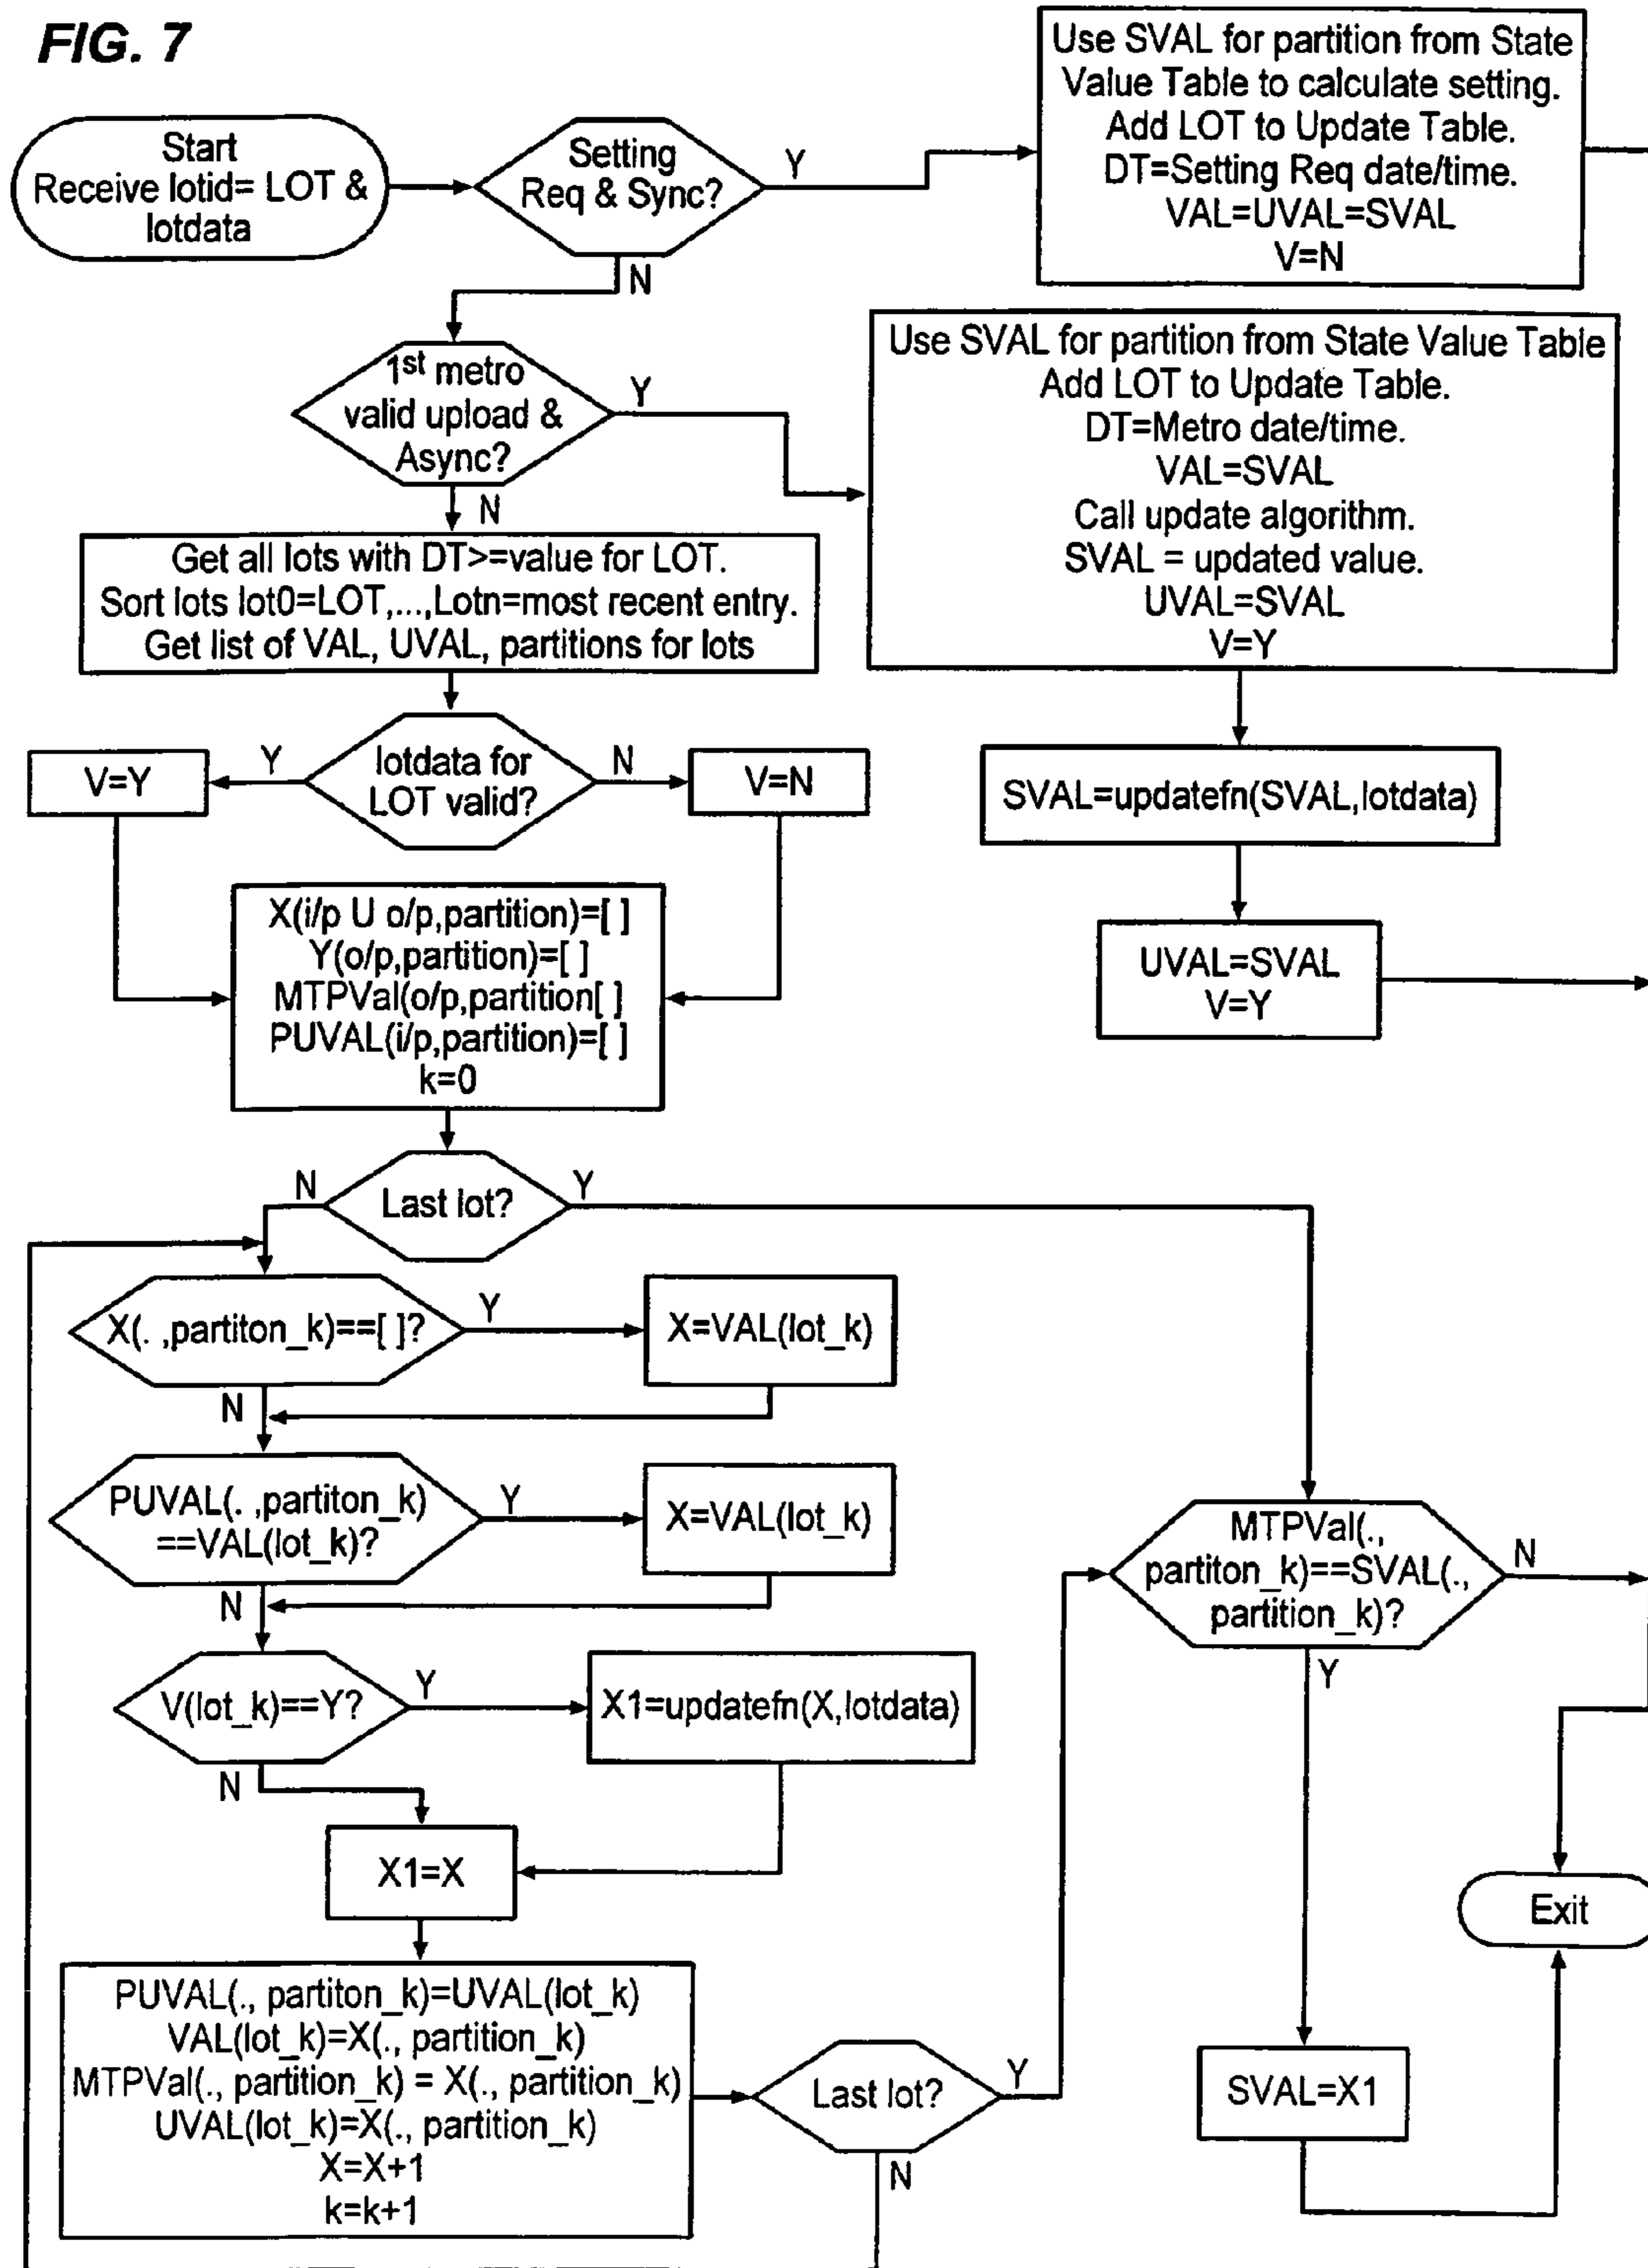 FIG. 7
Start
Receive lotid= LOT &
lotdata
Setting
Req & Sync?
Y
N
Use SVAL for partition from State
Value Table to calculate setting.
Add LOT to Update Table.
DT=Setting Req date/time.
VAL=UVAL=SVAL
V=N
1st metro
valid upload &
Async?
Y
N
Use SVAL for partition from State Value Table
Add LOT to Update Table.
DT=Metro date/time.
VAL=SVAL
Call update algorithm.
SVAL = updated value.
UVAL=SVAL
V=Y
Get all lots with DT>=value for LOT.
Sort lots lot0=LOT,...,Lotn=most recent entry.
Get list of VAL, UVAL, partitions for lots
lotdata for
LOT valid?
Y
N
V=Y
V=N
SVAL=updatefn(SVAL,lotdata)
UVAL=SVAL
V=Y
X(i/p U o/p,partition)=[ ]
Y(o/p,partition)=[ ]
MTPVal(o/p,partition[ ]
PUVAL(i/p,partition)=[ ]
k=0
Last lot?
N
Y
X(. ,partiton_k)==[ ]?
Y
N
X=VAL(lot_k)
PUVAL(. ,partiton_k)
==VAL(lot_k)?
Y
N
X=VAL(lot_k)
V(lot_k)==Y?
Y
N
X1=updatefn(X,lotdata)
X1=X
PUVAL(., partiton_k)=UVAL(lot_k)
VAL(lot_k)=X(., partition_k)
MTPVal(., partition_k) = X(., partition_k)
UVAL(lot_k)=X(., partition_k)
X=X+1
k=k+1
Last lot?
Y
N
MTPVal(.,
partiton_k)==SVAL(.,
partition_k)?
N
Y
SVAL=X1
Exit